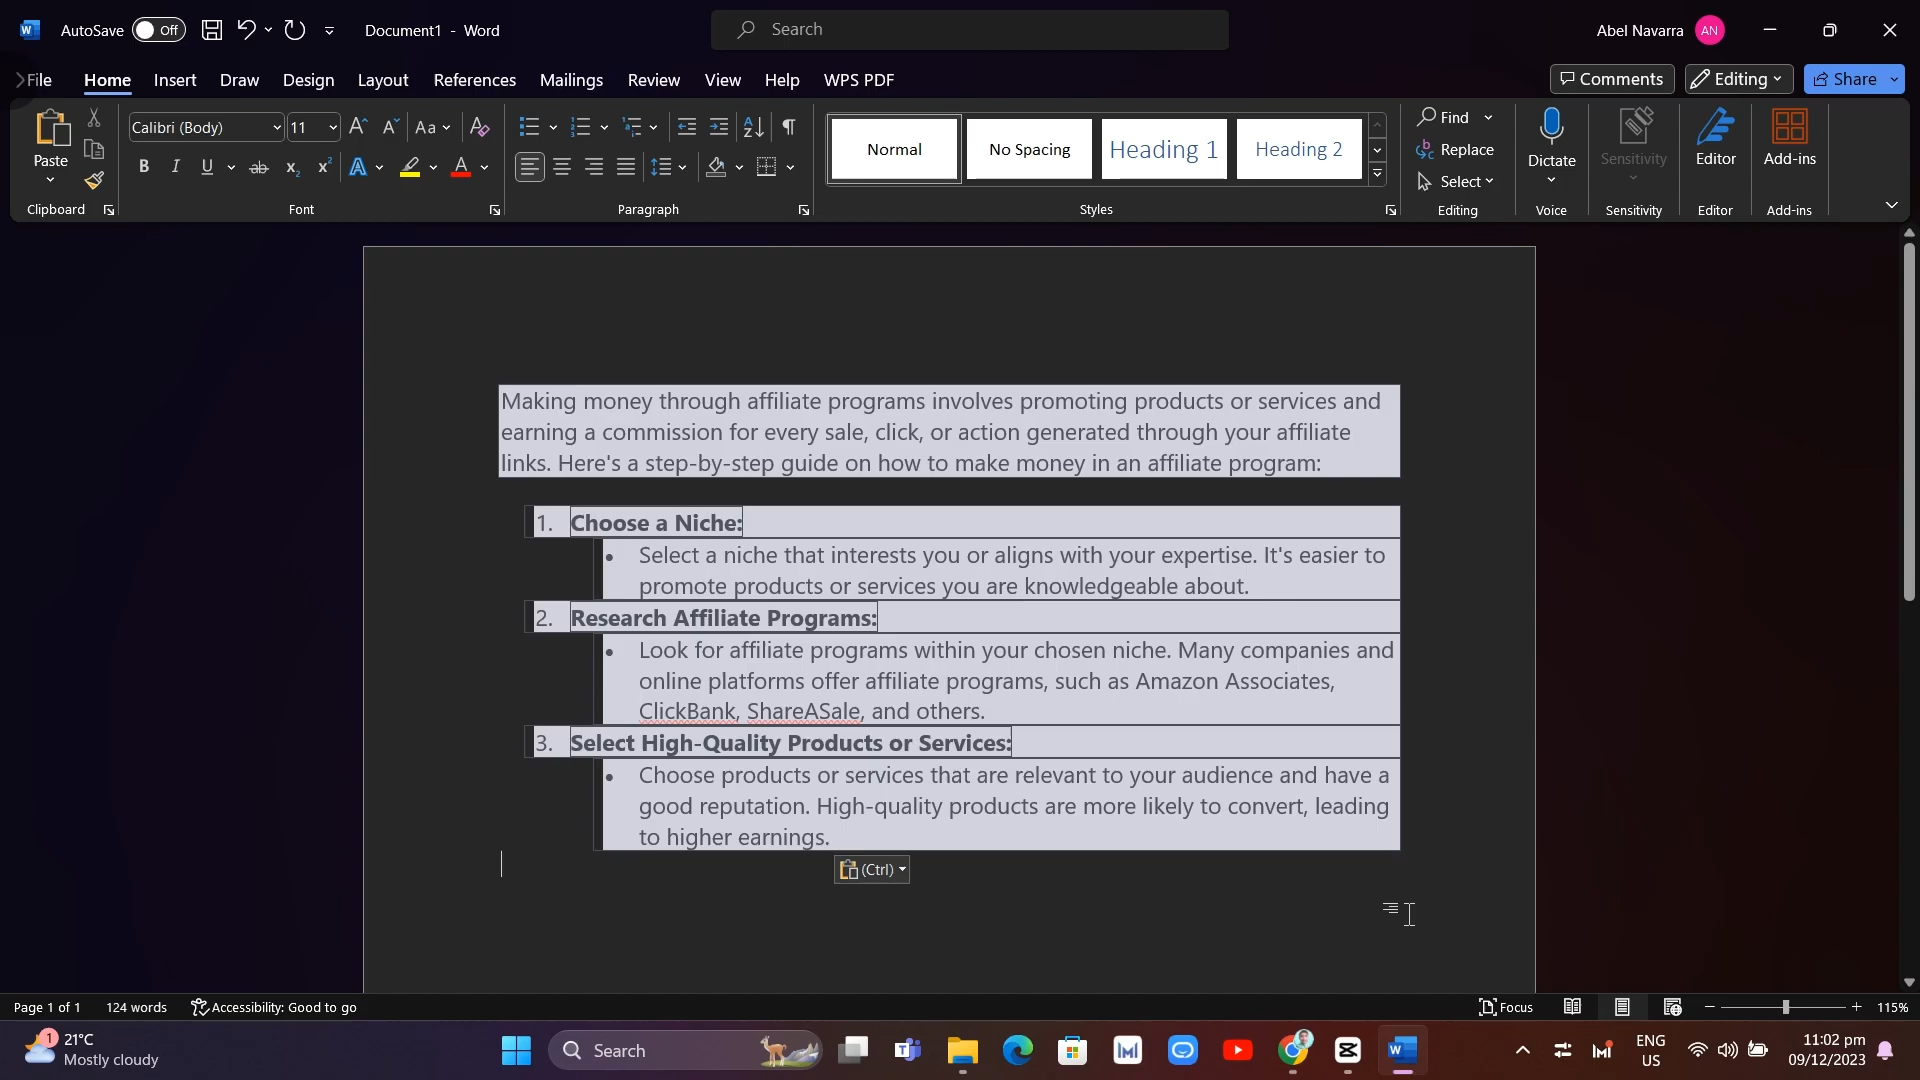 AutoSave Off Document1 - Word Search Abel Navarra AN
File Home Insert Draw Design Layout References Mailings Review View Help WPS PDF Comments Editing Share
Calibri (Body) 11 Aa
Paste
Normal No Spacing Heading 1 Heading 2
Find
Replace
Select
Dictate Sensitivity Editor Add-ins
Clipboard Font Paragraph Styles Editing Voice Sensitivity Editor Add-ins
Making money through affiliate programs involves promoting products or services and
earning a commission for every sale, click, or action generated through your affiliate
links. Here's a step-by-step guide on how to make money in an affiliate program:
1. Choose a Niche:
• Select a niche that interests you or aligns with your expertise. It's easier to
promote products or services you are knowledgeable about.
2. Research Affiliate Programs:
• Look for affiliate programs within your chosen niche. Many companies and
online platforms offer affiliate programs, such as Amazon Associates,
ClickBank, ShareASale, and others.
3. Select High-Quality Products or Services:
• Choose products or services that are relevant to your audience and have a
good reputation. High-quality products are more likely to convert, leading
to higher earnings.
(Ctrl)
Page 1 of 1 124 words Accessibility: Good to go Focus 115%
1 21°C
Mostly cloudy
Search
ENG
US
11:02 pm
09/12/2023